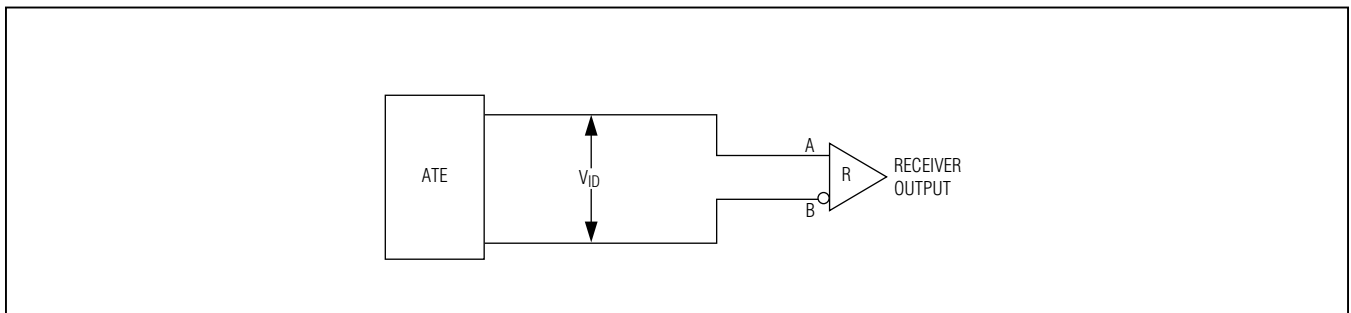 ATE
VID
A
B
R
RECEIVER
OUTPUT